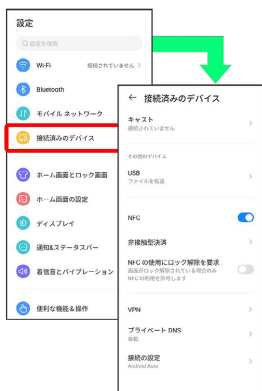 設定
設定を検索
Wi-Fi
接続されていません
Bluetooth
モバイル ネットワーク
接続済みのデバイス
ホーム画面とロック画面
ホーム画面の設定
ディスプレイ
通知&ステータスバー
着信音とバイブレーション
便利な機能&操作
接続済みのデバイス
キャスト
接続されていません
その他のデバイス
USB
ファイルを転送
NFC
非接触型決済
NFC の使用にロック解除を要求
画面がロック解除されている場合のみ
NFC の利用を許可します
VPN
プライベート DNS
自動
接続の設定
Android Auto